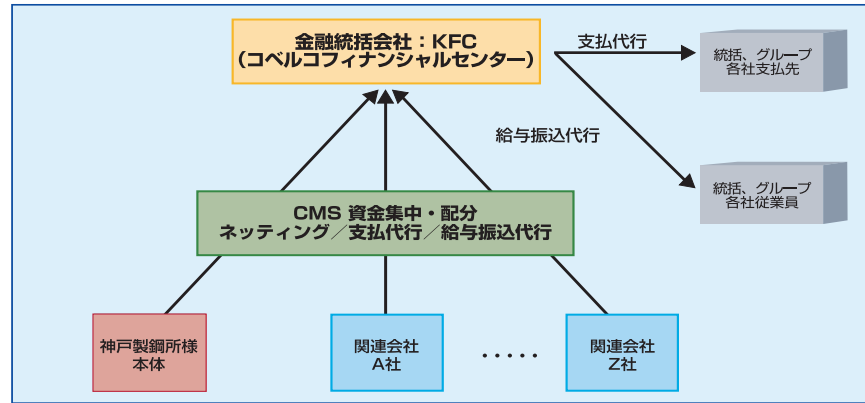 金融統括会社:KFC
(コベルコフィナンシャルセンター)
支払代行
統括、グループ
各社支払先
給与振込代行
統括、グループ
各社従業員
CMS 資金集中・配分
ネッティング/支払代行/給与振込代行
神戸製鋼所様
本体
関連会社
A社
・・・・・
関連会社
Z社